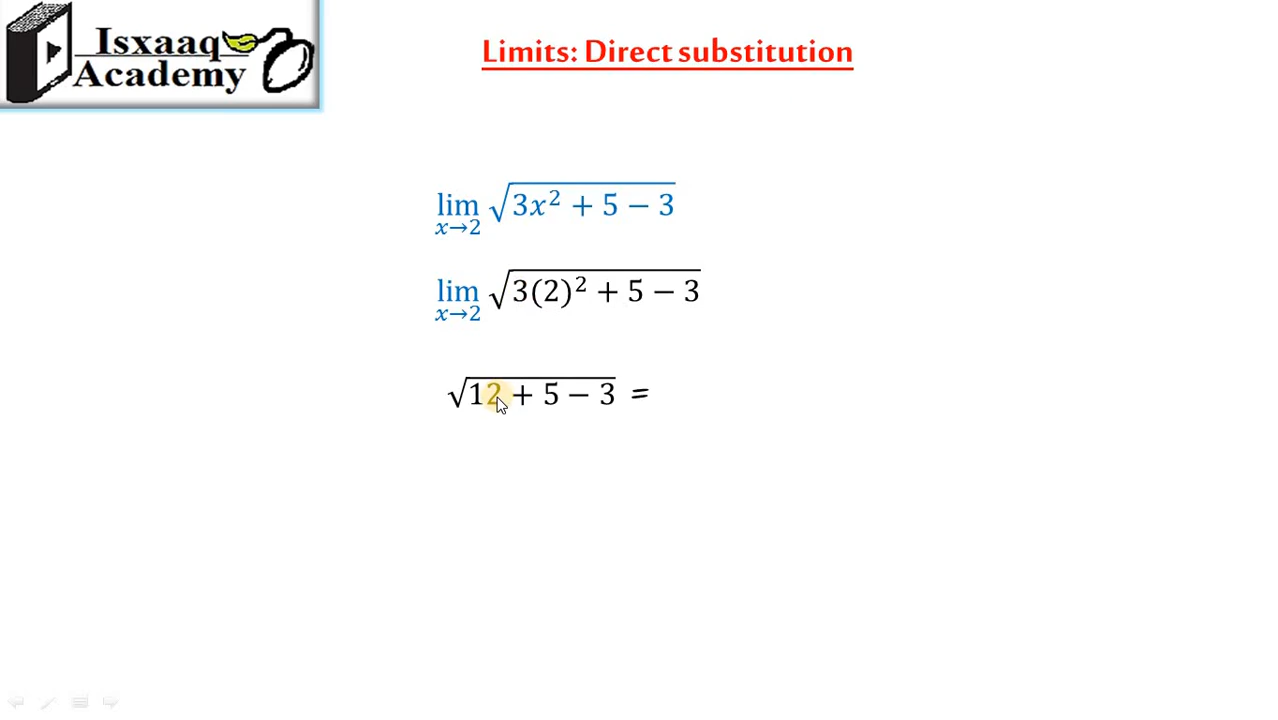 Isxaaq
Academy
Limits: Direct substitution
lim x→2 √(3x² + 5 − 3)
lim x→2 √(3(2)² + 5 − 3)
√(12 + 5 − 3) =